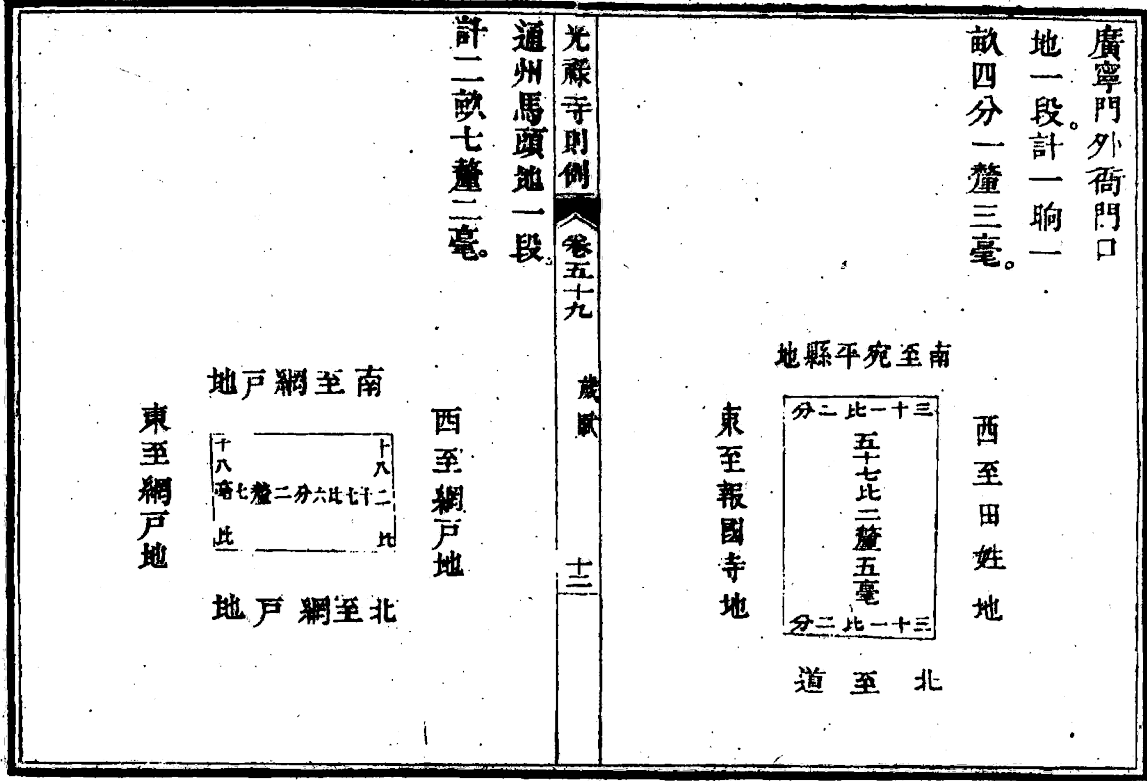 廣寧門外衙門口
地一段。計一晌一
畝四分一釐三毫。
南至宛平縣地
西至田姓地
三十一比二分
五十七比二釐五毫
三十一比二分
東至報國寺地
北至道
光祿寺則例
卷五十九
歲賦
十二
通州馬頭地一段。
計二畝七釐二毫。
南至網戸地
西至網戸地
十八比
二十七比六分二釐七毫
十八比
東至網戸地
北至網戸地